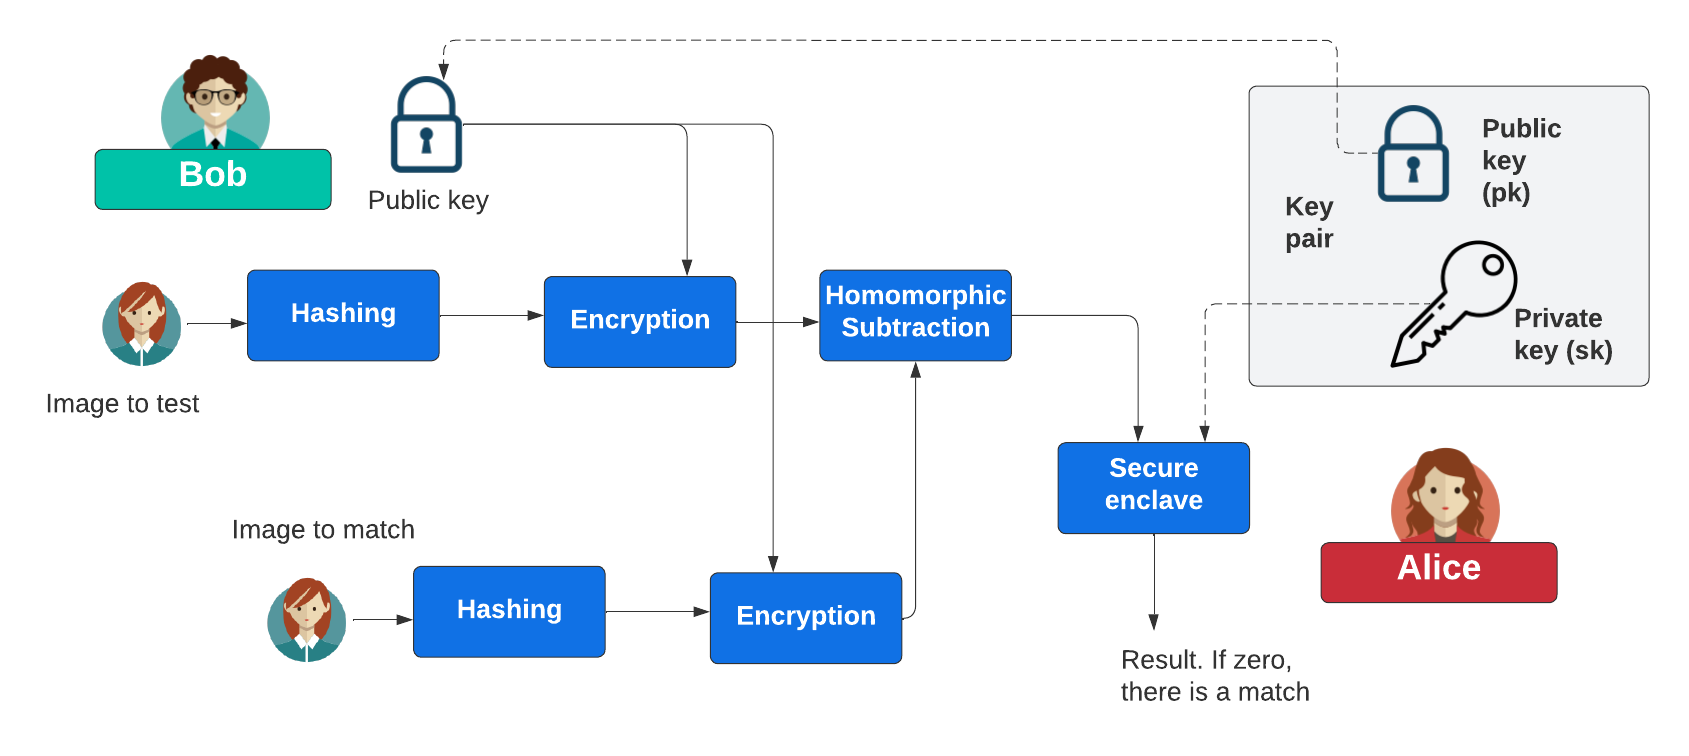 Bob
Public key
Public
key
(pk)
Key
pair
Private
key (sk)
Hashing
Encryption
Homomorphic
Subtraction
Image to test
Secure
enclave
Alice
Image to match
Hashing
Encryption
Result. If zero,
there is a match